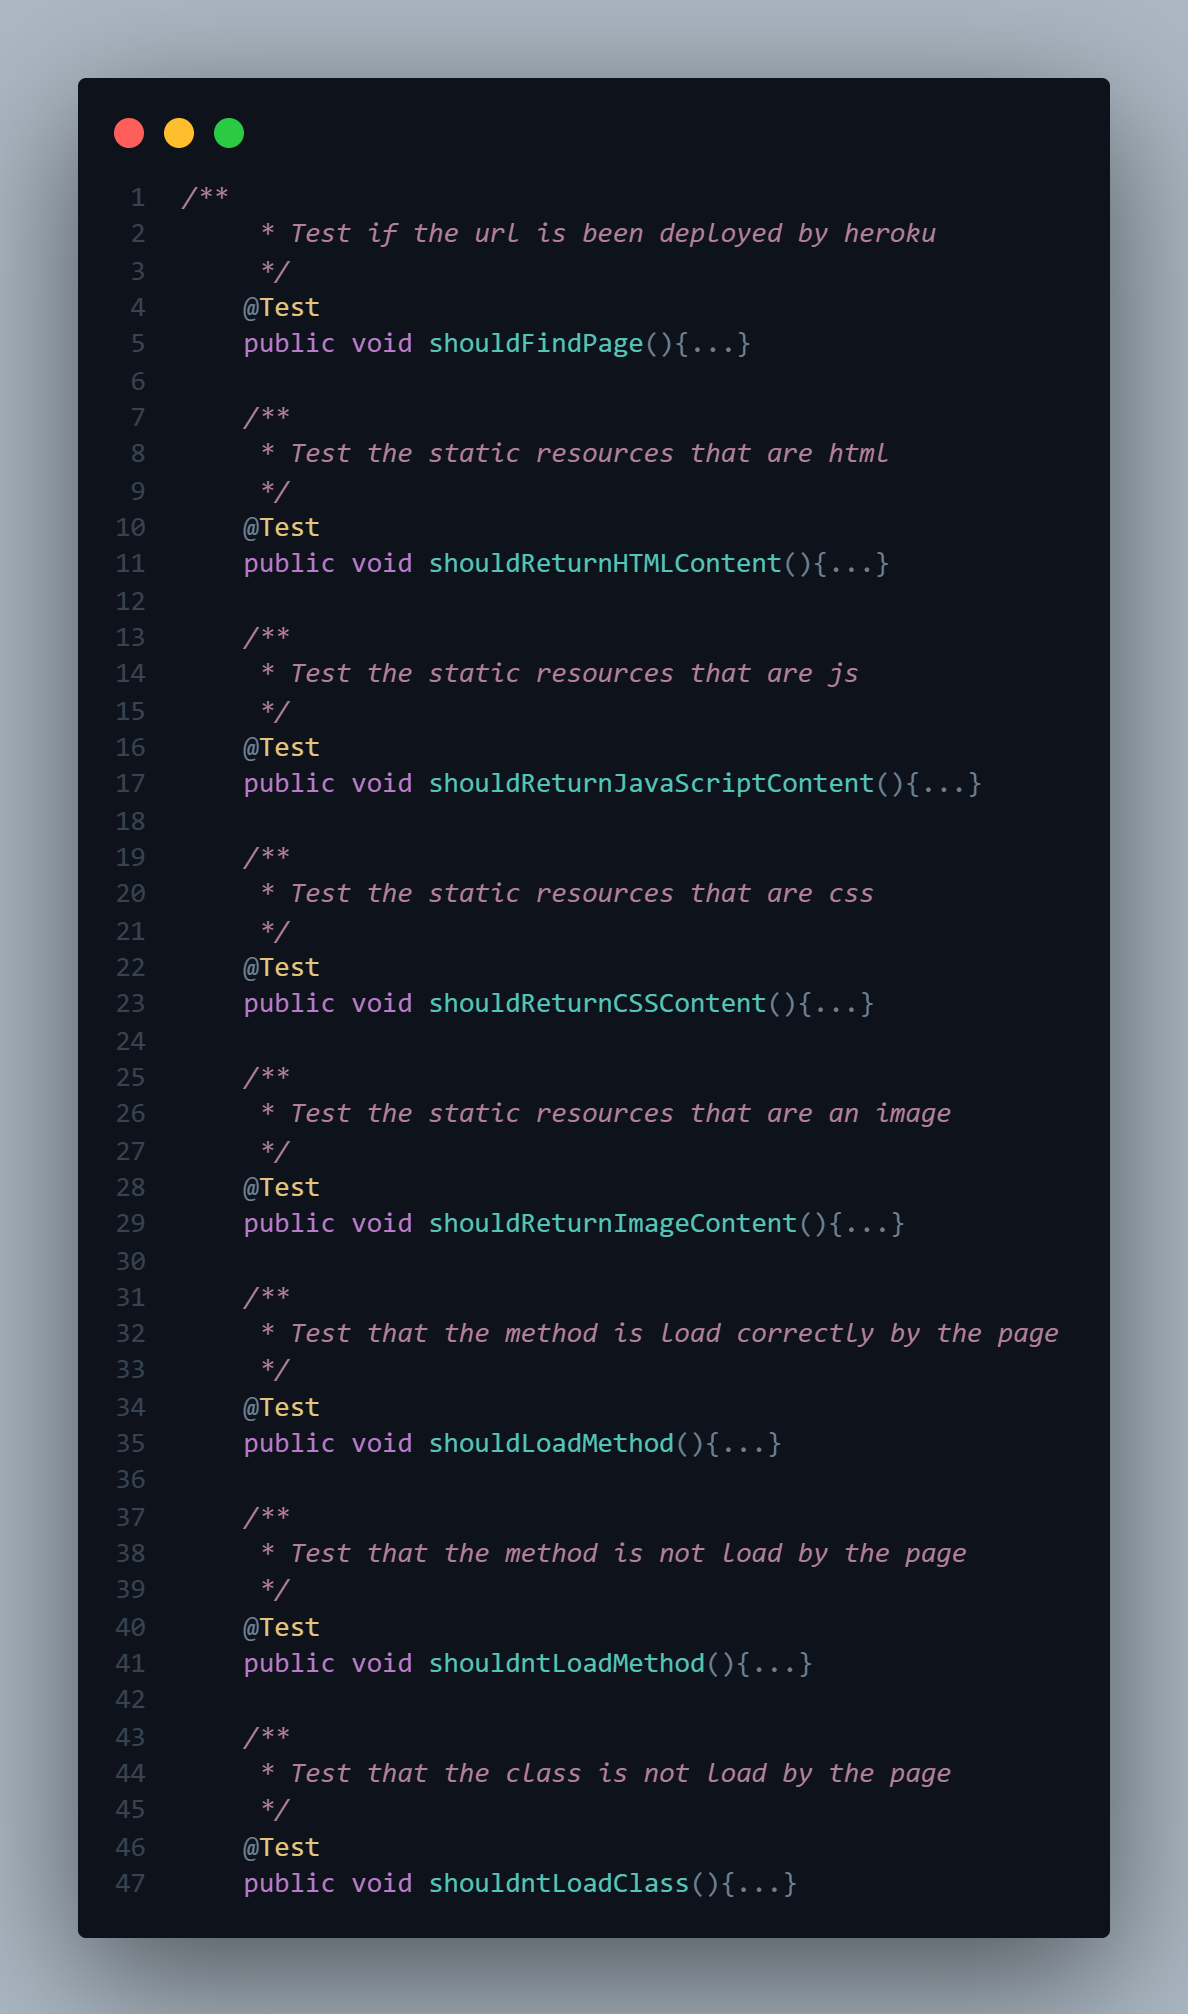 1 /**
2      * Test if the url is been deployed by heroku
3      */
4     @Test
5     public void shouldFindPage(){...}
6
7     /**
8      * Test the static resources that are html
9      */
10     @Test
11     public void shouldReturnHTMLContent(){...}
12
13     /**
14      * Test the static resources that are js
15      */
16     @Test
17     public void shouldReturnJavaScriptContent(){...}
18
19     /**
20      * Test the static resources that are css
21      */
22     @Test
23     public void shouldReturnCSSContent(){...}
24
25     /**
26      * Test the static resources that are an image
27      */
28     @Test
29     public void shouldReturnImageContent(){...}
30
31     /**
32      * Test that the method is load correctly by the page
33      */
34     @Test
35     public void shouldLoadMethod(){...}
36
37     /**
38      * Test that the method is not load by the page
39      */
40     @Test
41     public void shouldntLoadMethod(){...}
42
43     /**
44      * Test that the class is not load by the page
45      */
46     @Test
47     public void shouldntLoadClass(){...}